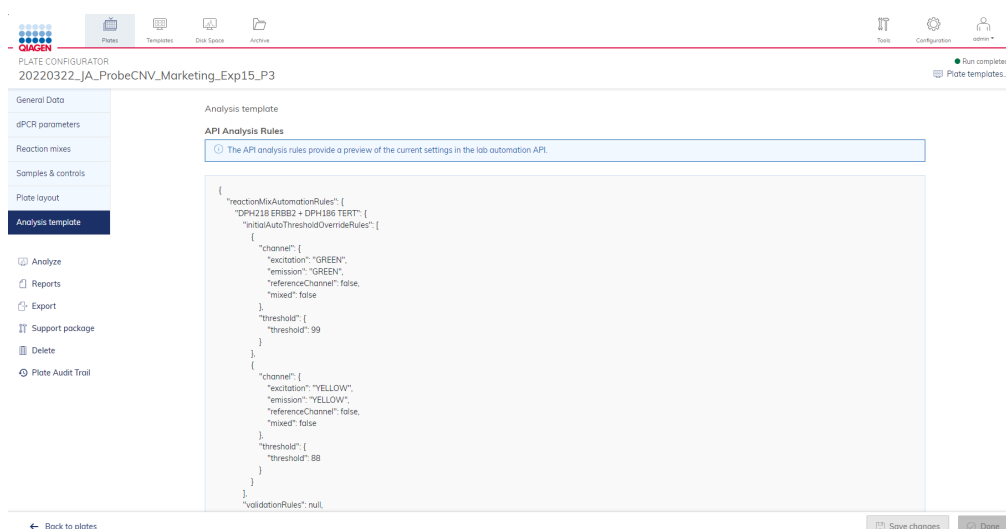 QIAGEN
Plates
Templates
Disk Space
Archive
Tools
Configuration
admin
PLATE CONFIGURATOR
20220322_JA_ProbeCNV_Marketing_Exp15_P3
Run completed
Plate templates...
General Data
dPCR parameters
Reaction mixes
Samples & controls
Plate layout
Analysis template
Analyze
Reports
Export
Support package
Delete
Plate Audit Trail
Analysis template
API Analysis Rules
The API analysis rules provide a preview of the current settings in the lab automation API.
{
"reactionMixAutomationRules": {
"DPH218 ERBB2 + DPH186 TERT": {
"initialAutoThresholdOverrideRules": [
{
"channel": {
"excitation": "GREEN",
"emission": "GREEN",
"referenceChannel": false,
"mixed": false
},
"threshold": {
"threshold": 99
}
},
{
"channel": {
"excitation": "YELLOW",
"emission": "YELLOW",
"referenceChannel": false,
"mixed": false
},
"threshold": {
"threshold": 88
}
}
],
"validationRules": null,
Back to plates
Save changes
Done